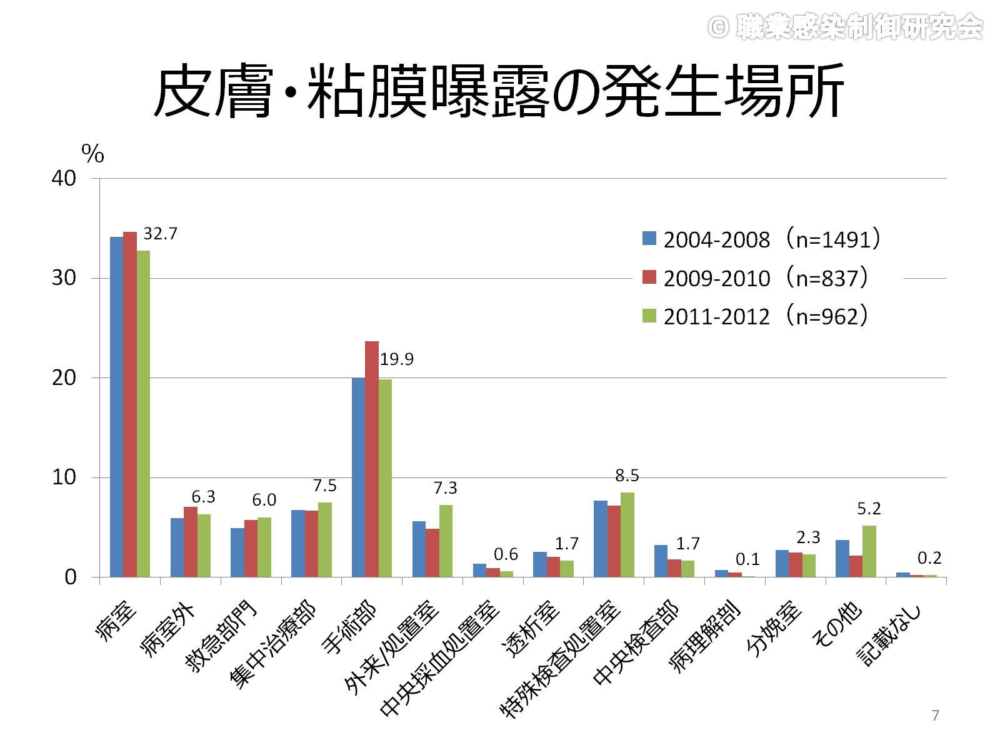 © 職業感染制御研究会
皮膚・粘膜曝露の発生場所
%
40
30
20
10
0
2004-2008（n=1491）
2009-2010（n=837）
2011-2012（n=962）
32.7
6.3
6.0
7.5
19.9
7.3
0.6
1.7
8.5
1.7
0.1
2.3
5.2
0.2
病室
病室外
救急部門
集中治療部
手術部
外来/処置室
中央採血処置室
透析室
特殊検査処置室
中央検査部
病理解剖
分娩室
その他
記載なし
7